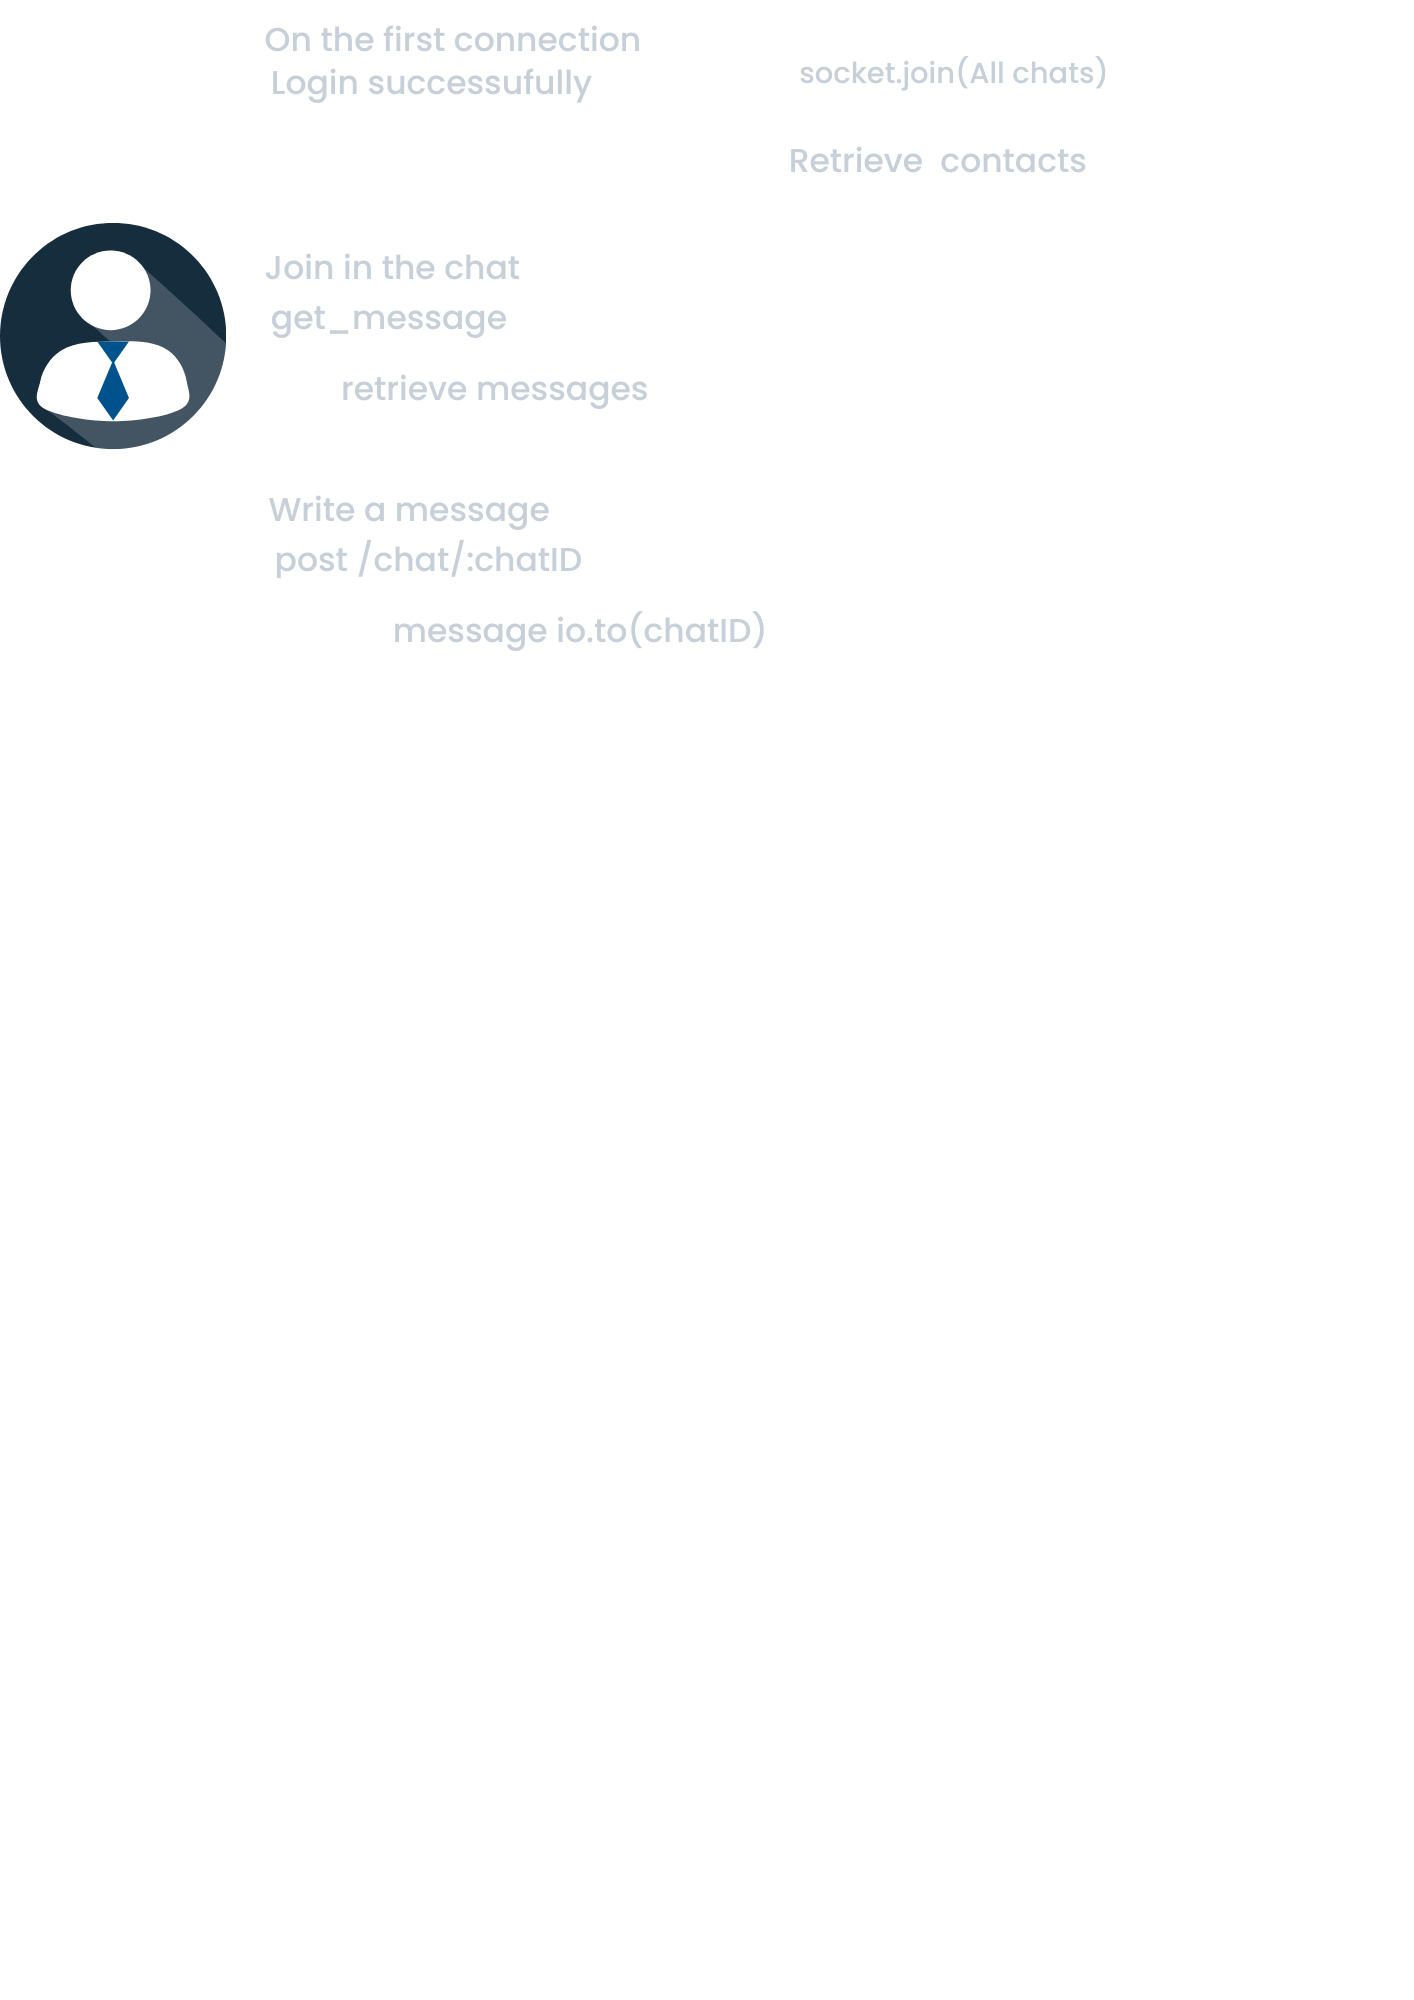 On the first connection
Login successufully
socket.join(All chats)
Retrieve  contacts
Join in the chat
get_message
retrieve messages
Write a message
post /chat/:chatID
message io.to(chatID)